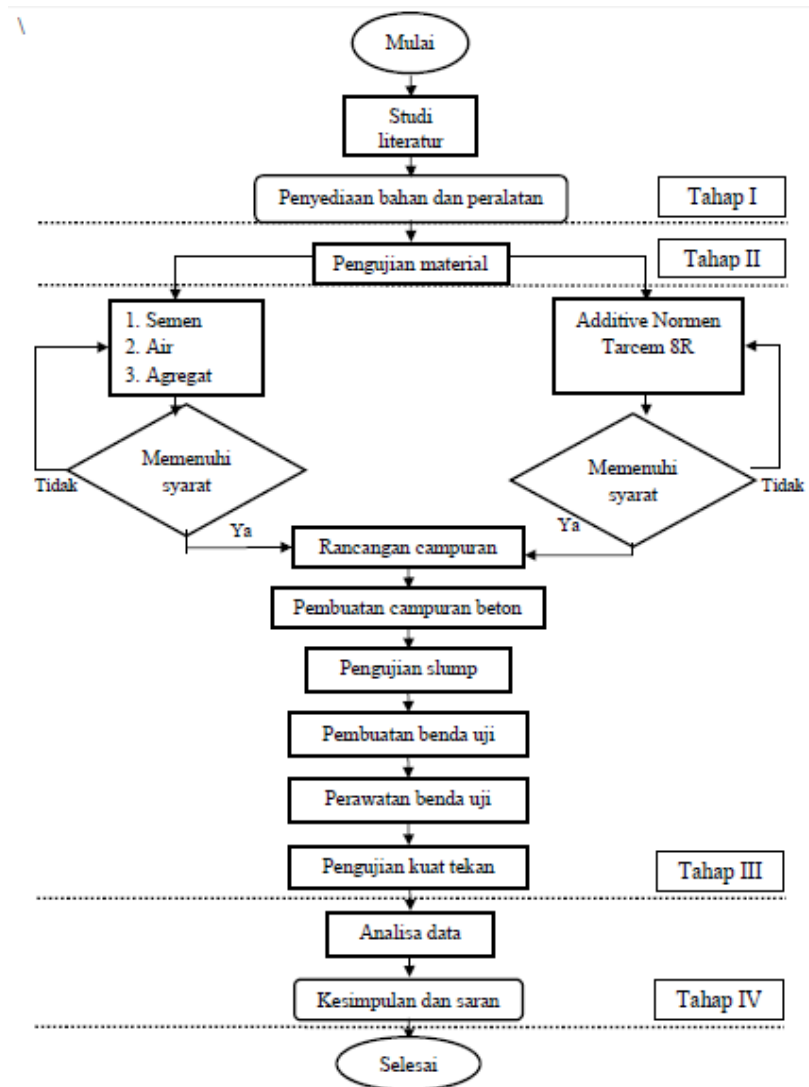 \
Mulai
Studi
literatur
Penyediaan bahan dan peralatan
Tahap I
Tahap II
Pengujian material
1. Semen
2. Air
3. Agregat
Additive Normen
Tarcem 8R
Memenuhi
syarat
Tidak
Ya
Memenuhi
syarat
Tidak
Ya
Rancangan campuran
Pembuatan campuran beton
Pengujian slump
Pembuatan benda uji
Perawatan benda uji
Pengujian kuat tekan
Tahap III
Analisa data
Kesimpulan dan saran
Tahap IV
Selesai